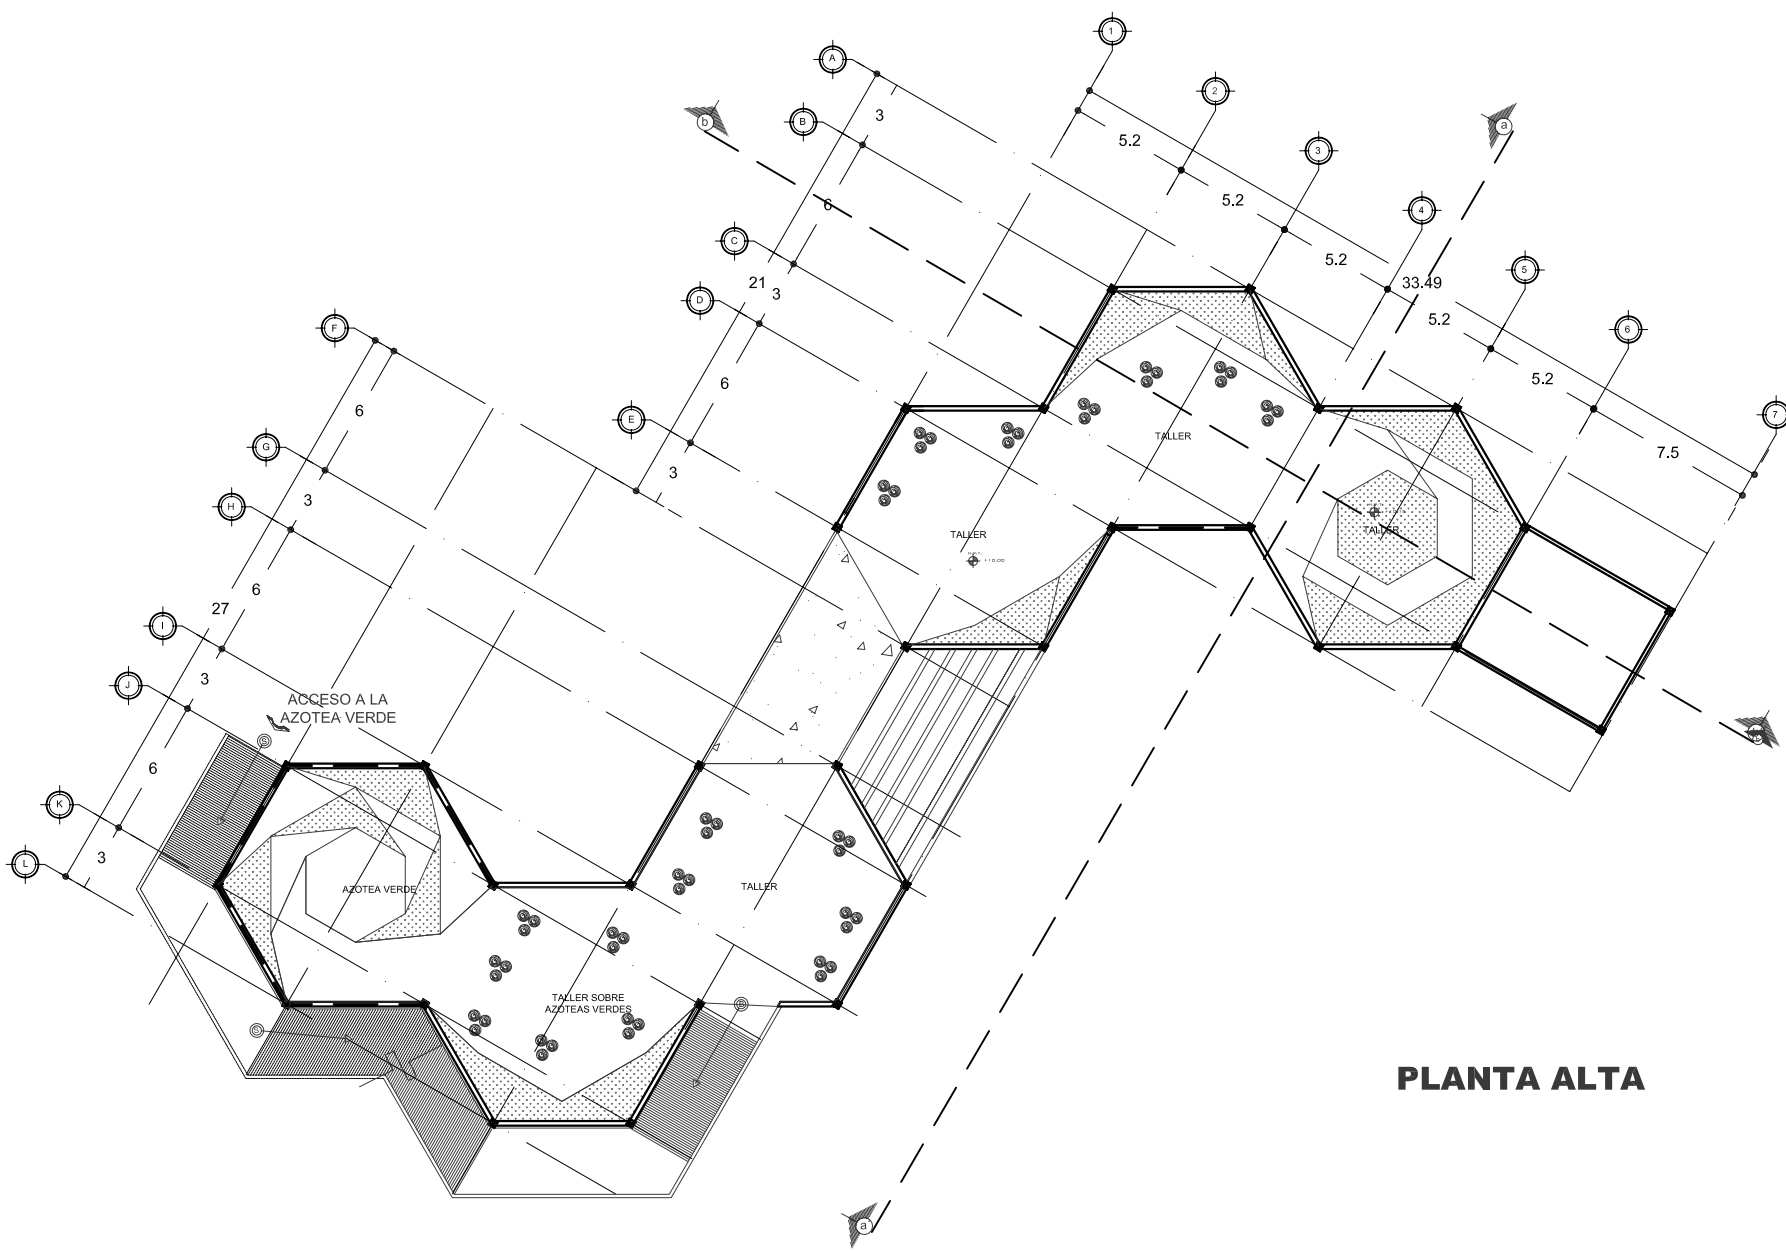 1
A
2
B
b
a
3
5.2
6
5.2
4
C
5.2
5
21
3
33.49
D
5.2
6
F
5.2
6
7
6
E
7.5
G
3
TALLER
3
H
TALLER
TALLER
6
27
I
3
J
ACCESO A LA
AZOTEA VERDE
S
b
6
K
3
L
AZOTEA VERDE
TALLER
TALLER SOBRE
AZOTEAS VERDES
S
PLANTA ALTA
a